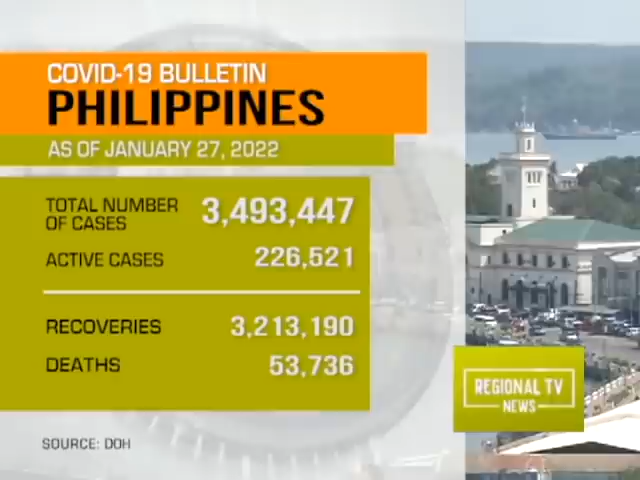 COVID-19 BULLETIN
PHILIPPINES
AS OF JANUARY 27, 2022
TOTAL NUMBER
OF CASES
3,493,447
ACTIVE CASES 226,521
RECOVERIES 3,213,190
DEATHS 53,736
SOURCE: DOH
REGIONAL TV
NEWS